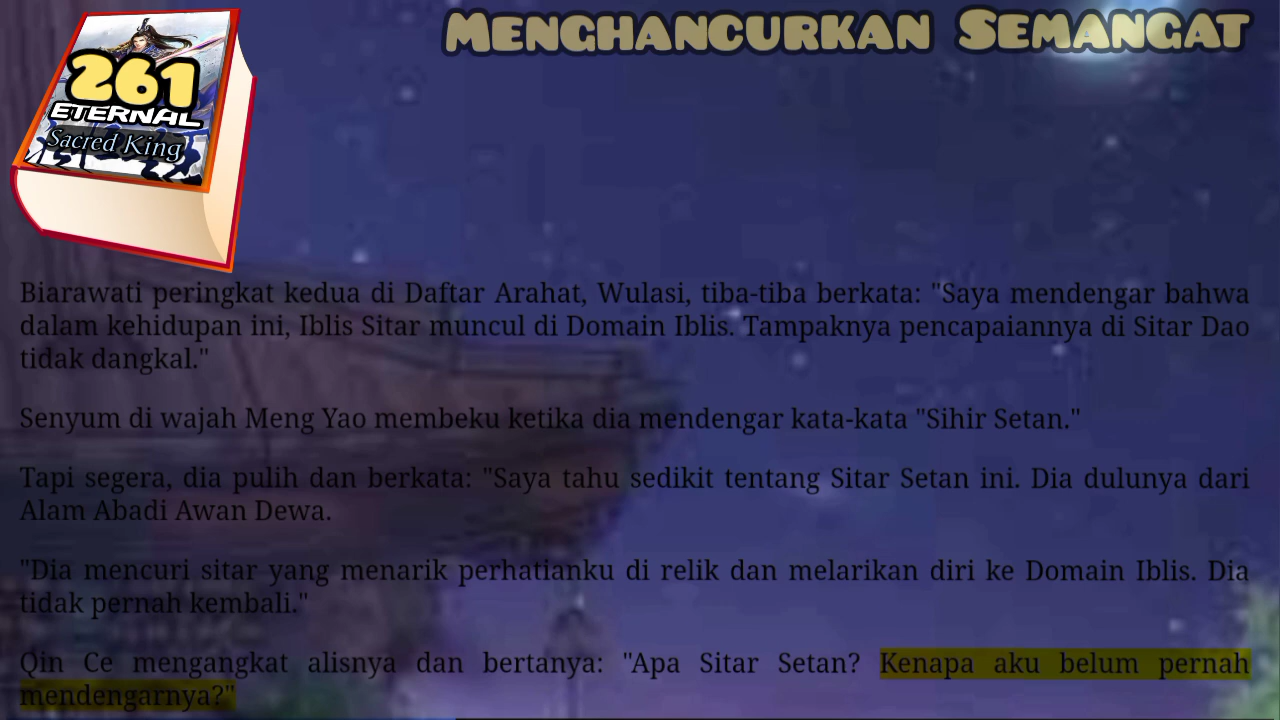 Menghancurkan Semangat
261
ETERNAL
Sacred King
Biarawati peringkat kedua di Daftar Arahat, Wulasi, tiba-tiba berkata: "Saya mendengar bahwa
dalam kehidupan ini, Iblis Sitar muncul di Domain Iblis. Tampaknya pencapaiannya di Sitar Dao
tidak dangkal."
Senyum di wajah Meng Yao membeku ketika dia mendengar kata-kata "Sihir Setan."
Tapi segera, dia pulih dan berkata: "Saya tahu sedikit tentang Sitar Setan ini. Dia dulunya dari
Alam Abadi Awan Dewa.
"Dia mencuri sitar yang menarik perhatianku di relik dan melarikan diri ke Domain Iblis. Dia
tidak pernah kembali."
Qin Ce mengangkat alisnya dan bertanya: "Apa Sitar Setan? Kenapa aku belum pernah
mendengarnya?"